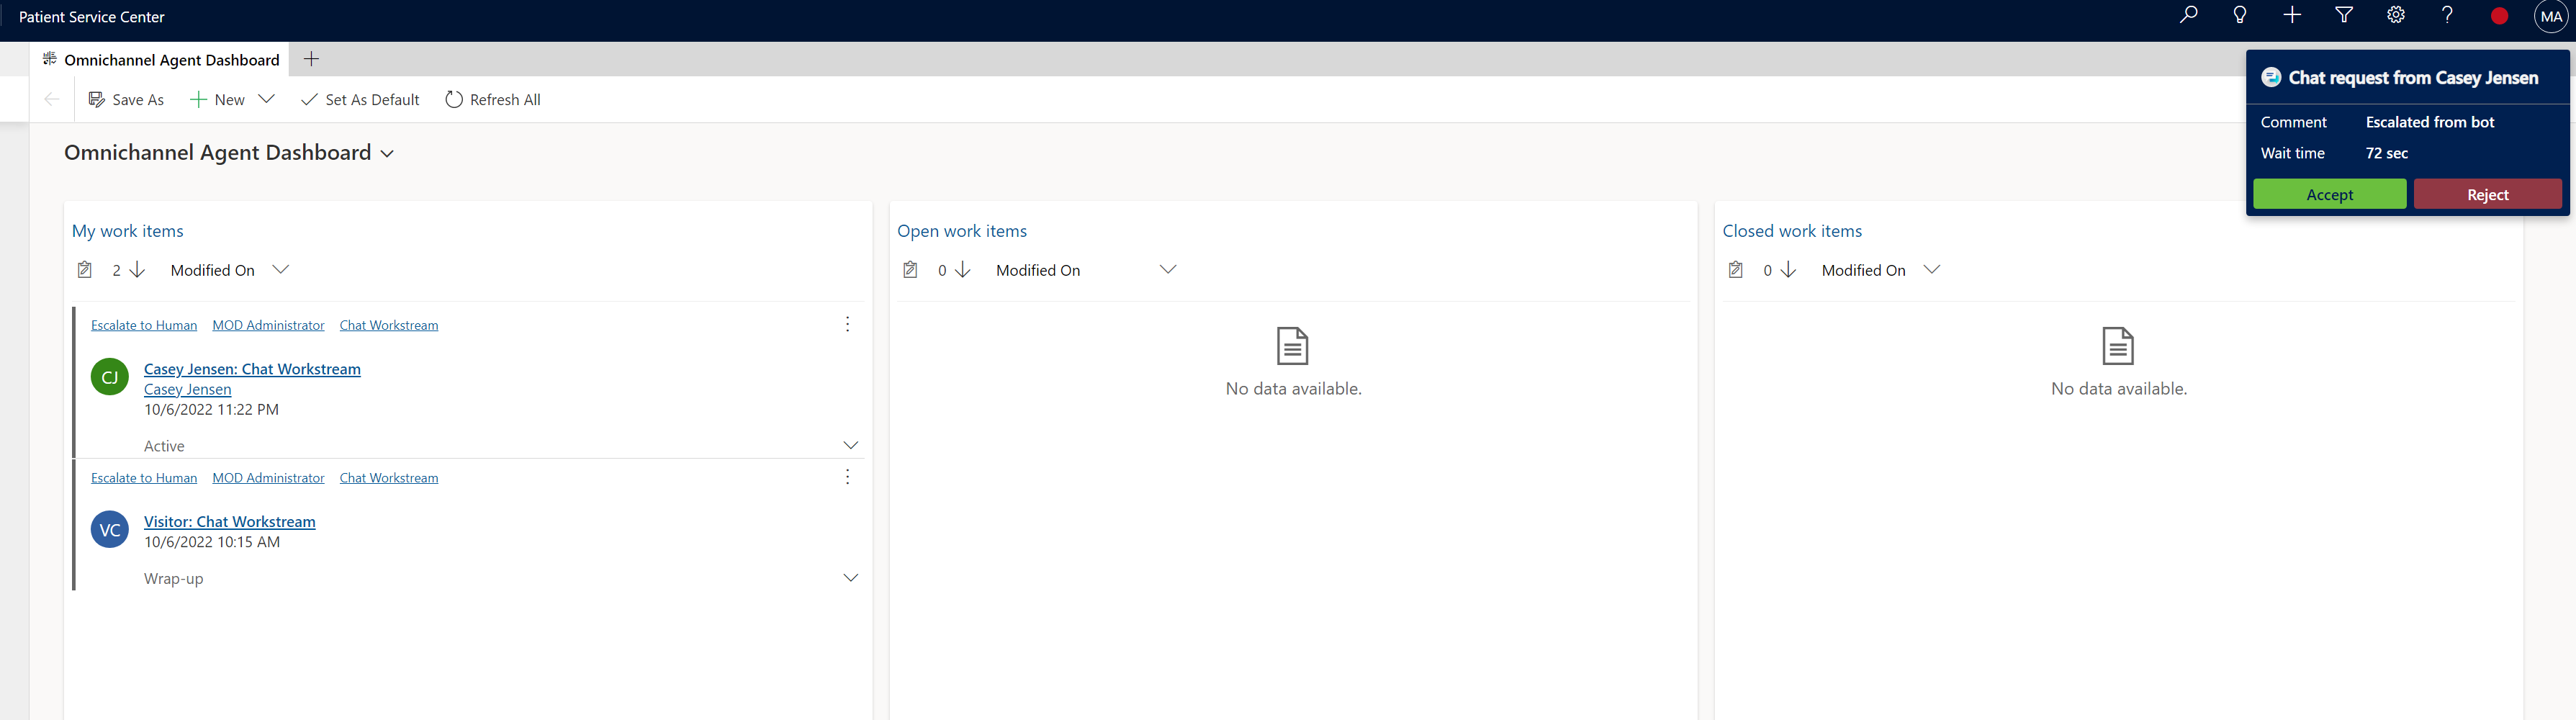 Patient Service Center
MA
Omnichannel Agent Dashboard
Save As New Set As Default Refresh All
Omnichannel Agent Dashboard
Chat request from Casey Jensen
Comment Escalated from bot
Wait time 72 sec
Accept Reject
My work items
2 Modified On
Escalate to Human MOD Administrator Chat Workstream
CJ
Casey Jensen: Chat Workstream
Casey Jensen
10/6/2022 11:22 PM
Active
Escalate to Human MOD Administrator Chat Workstream
VC
Visitor: Chat Workstream
10/6/2022 10:15 AM
Wrap-up
Open work items
0 Modified On
No data available.
Closed work items
0 Modified On
No data available.